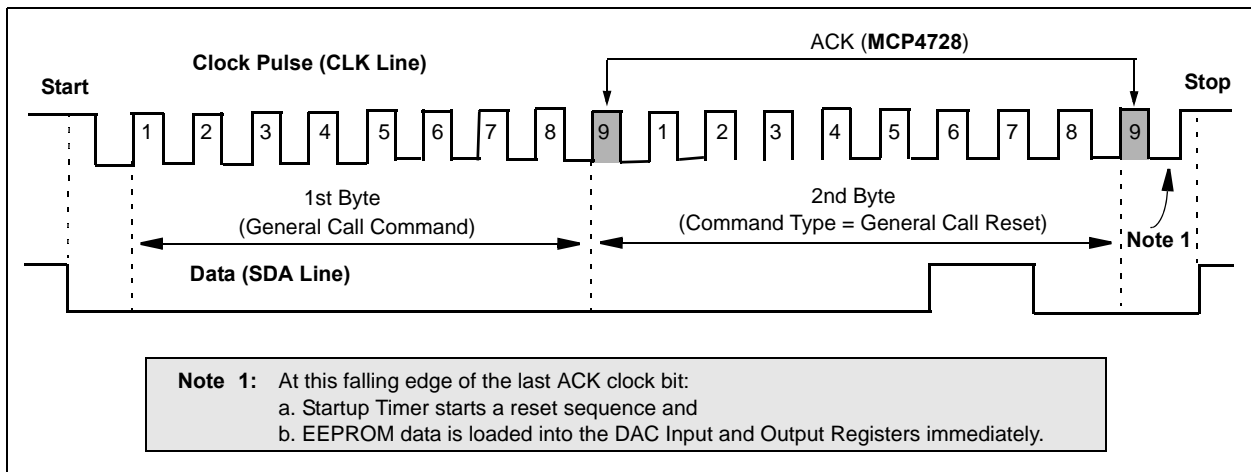 ACK (MCP4728)
Clock Pulse (CLK Line)
Start
Stop
1 2 3 4 5 6 7 8 9 1 2 3 4 5 6 7 8 9
1st Byte
(General Call Command)
2nd Byte
(Command Type = General Call Reset)
Note 1
Data (SDA Line)
Note 1: At this falling edge of the last ACK clock bit:
a. Startup Timer starts a reset sequence and
b. EEPROM data is loaded into the DAC Input and Output Registers immediately.